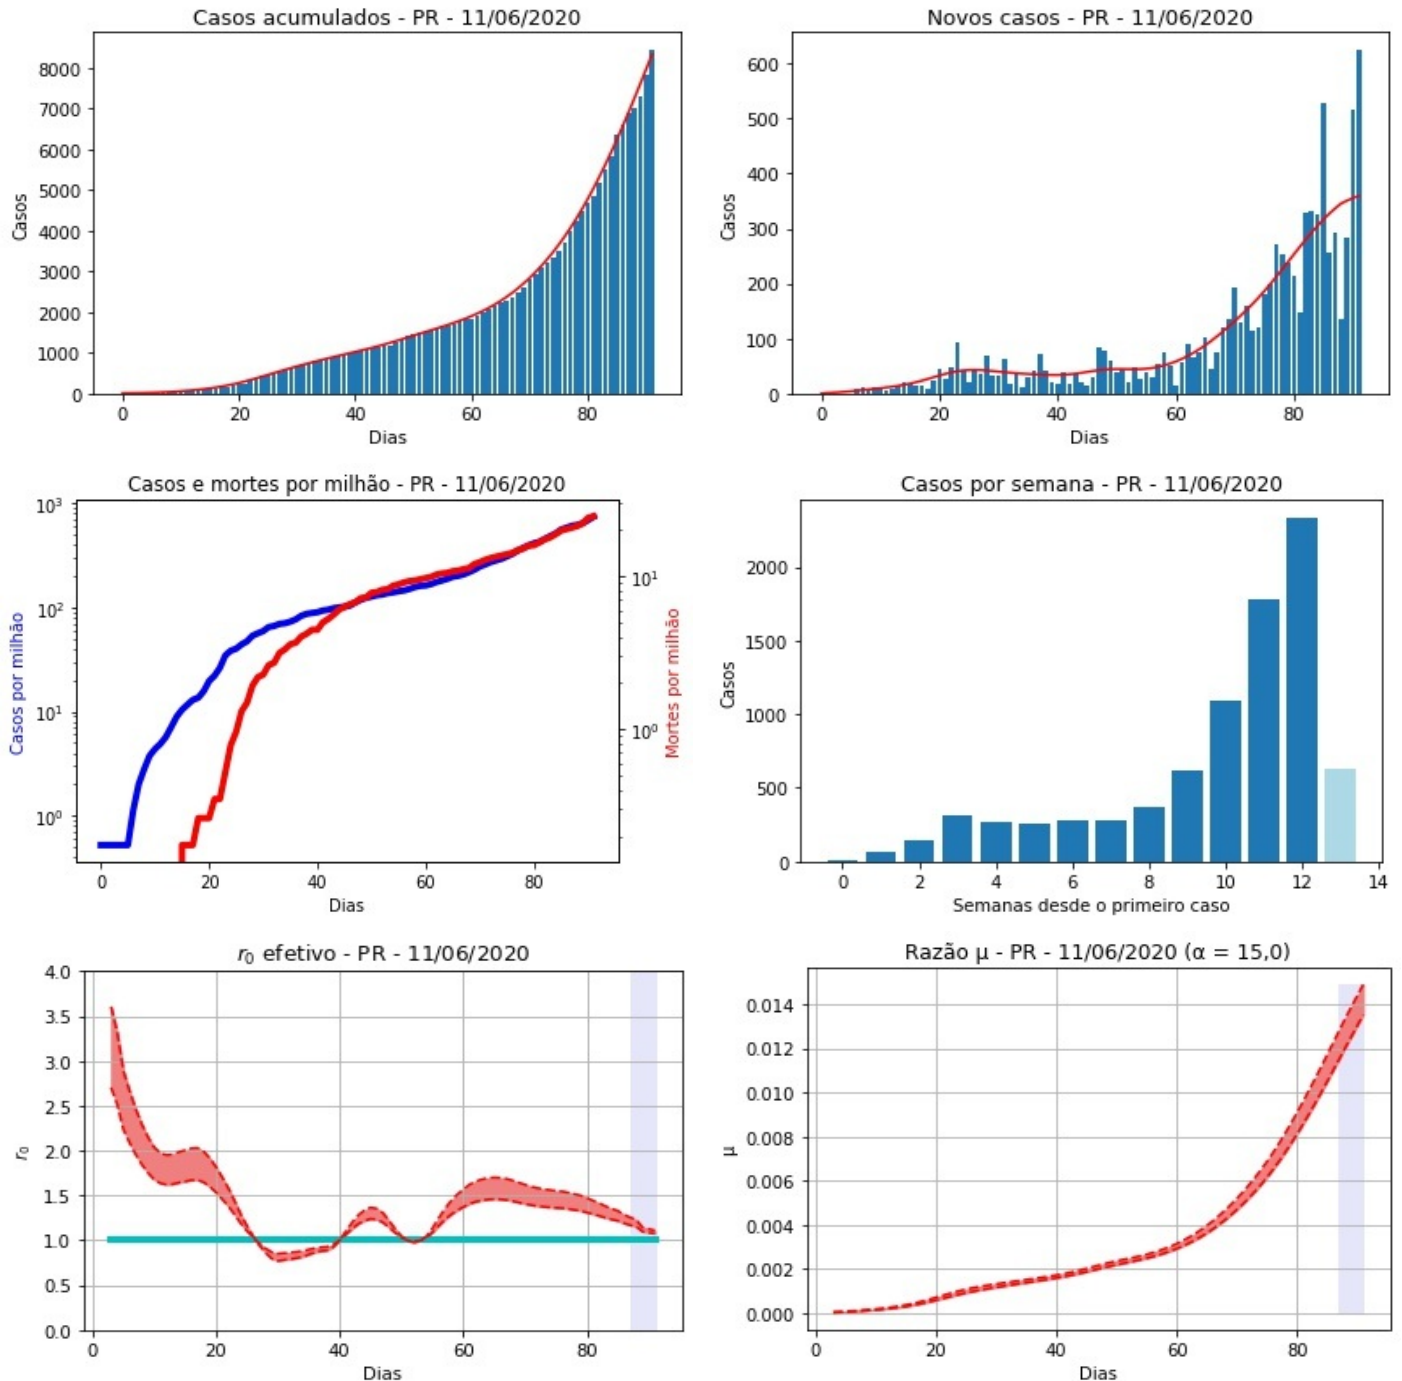 Casos acumulados - PR - 11/06/2020
Casos
8000
7000
6000
5000
4000
3000
2000
1000
0
0 20 40 60 80
Dias
Novos casos - PR - 11/06/2020
Casos
600
500
400
300
200
100
0
0 20 40 60 80
Dias
Casos e mortes por milhão - PR - 11/06/2020
Casos por milhão
10³
10²
10¹
10⁰
10¹
10⁰
Mortes por milhão
0 20 40 60 80
Dias
Casos por semana - PR - 11/06/2020
Casos
2000
1500
1000
500
0
0 2 4 6 8 10 12 14
Semanas desde o primeiro caso
r₀ efetivo - PR - 11/06/2020
r₀
4.0
3.5
3.0
2.5
2.0
1.5
1.0
0.5
0.0
0 20 40 60 80
Dias
Razão μ - PR - 11/06/2020 (α = 15,0)
μ
0.014
0.012
0.010
0.008
0.006
0.004
0.002
0.000
0 20 40 60 80
Dias